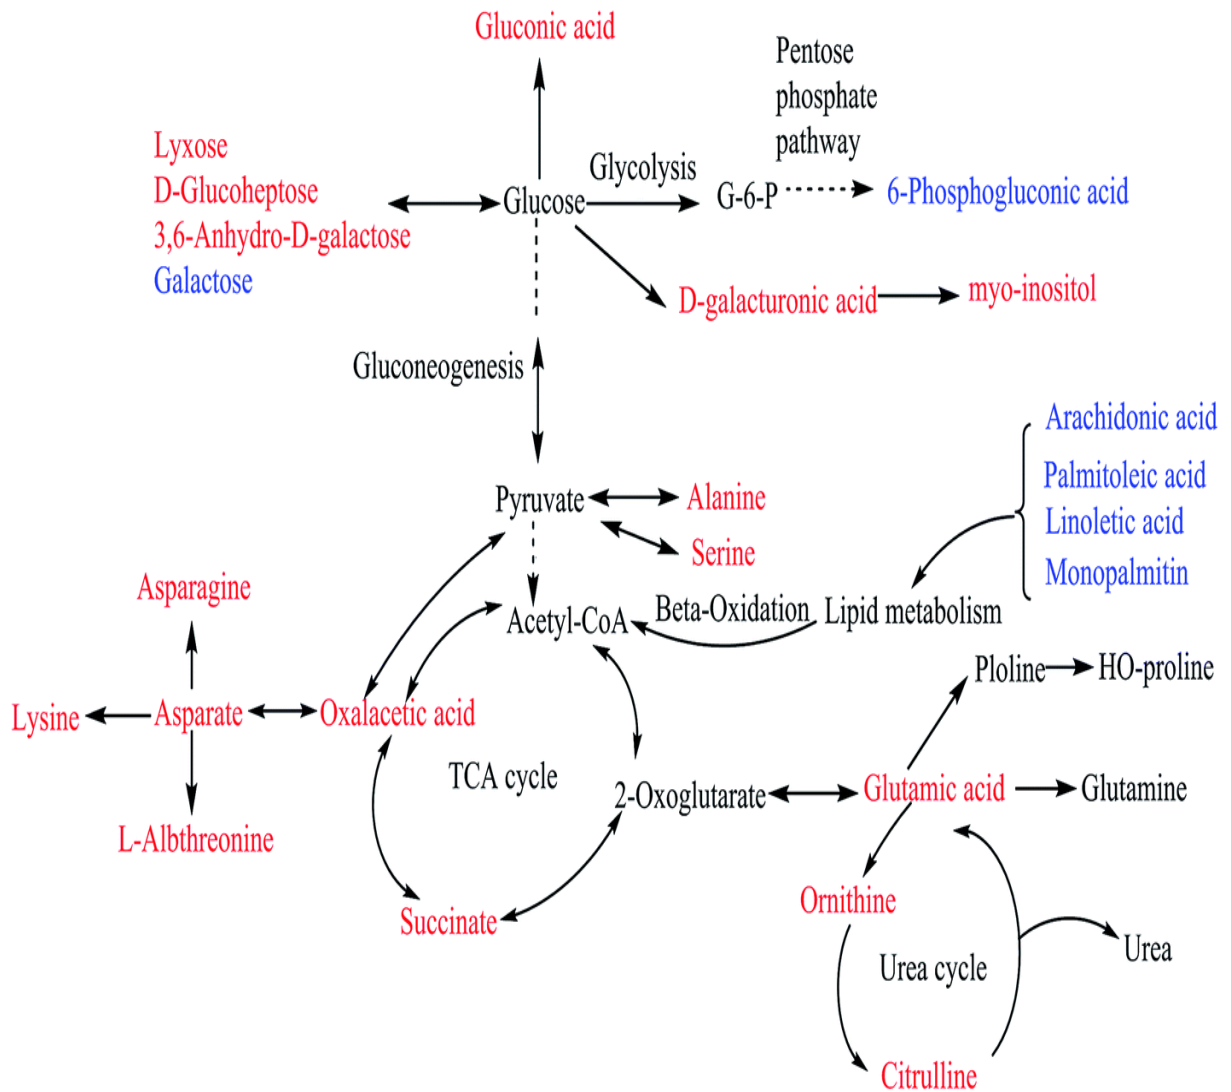 Gluconic acid
Pentose
phosphate
pathway
Lyxose
D-Glucoheptose
3,6-Anhydro-D-galactose
Galactose
Glucose
Glycolysis
G-6-P
6-Phosphogluconic acid
D-galacturonic acid
myo-inositol
Gluconeogenesis
Arachidonic acid
Palmitoleic acid
Linoletic acid
Monopalmitin
Pyruvate
Alanine
Serine
Asparagine
Acetyl-CoA
Beta-Oxidation
Lipid metabolism
Ploline
HO-proline
Lysine
Asparate
Oxalacetic acid
TCA cycle
2-Oxoglutarate
Glutamic acid
Glutamine
L-Albthreonine
Succinate
Ornithine
Urea cycle
Urea
Citrulline